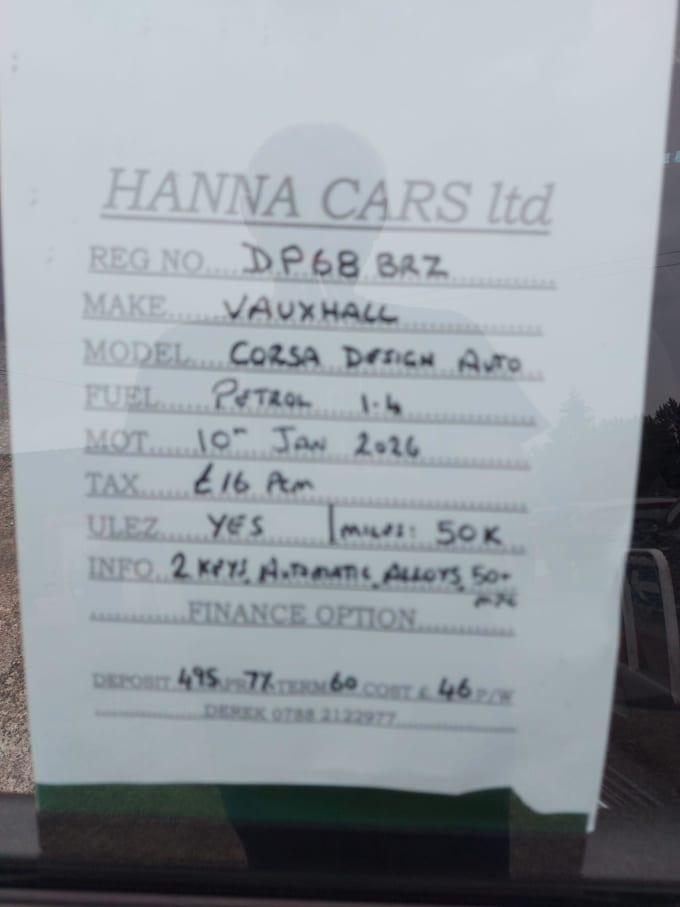 HANNA CARS ltd
REG NO.... DP68 BRZ
MAKE...... VAUXHALL
MODEL... CORSA DESIGN AUTO
FUEL...... PETROL 1.4
MOT....... 10TH JAN 2026
TAX...... £16 PCM
ULEZ... YES | MILES: 50K
INFO... 2 KEYS, AUTOMATIC, ALLOYS, 50+
MPG
..............FINANCE OPTION..............
DEPOSIT 495 APR 7% TERM 60 COST £ 46 P/W
................DEREK 0788 2122977................